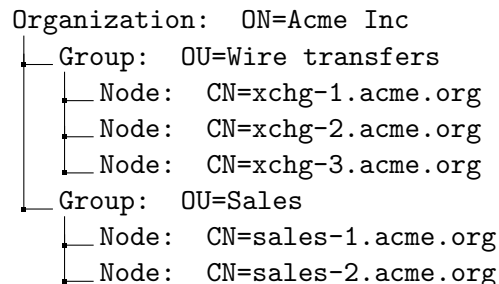 Organization: ON=Acme Inc
Group: OU=Wire transfers
Node: CN=xchg-1.acme.org
Node: CN=xchg-2.acme.org
Node: CN=xchg-3.acme.org
Group: OU=Sales
Node: CN=sales-1.acme.org
Node: CN=sales-2.acme.org